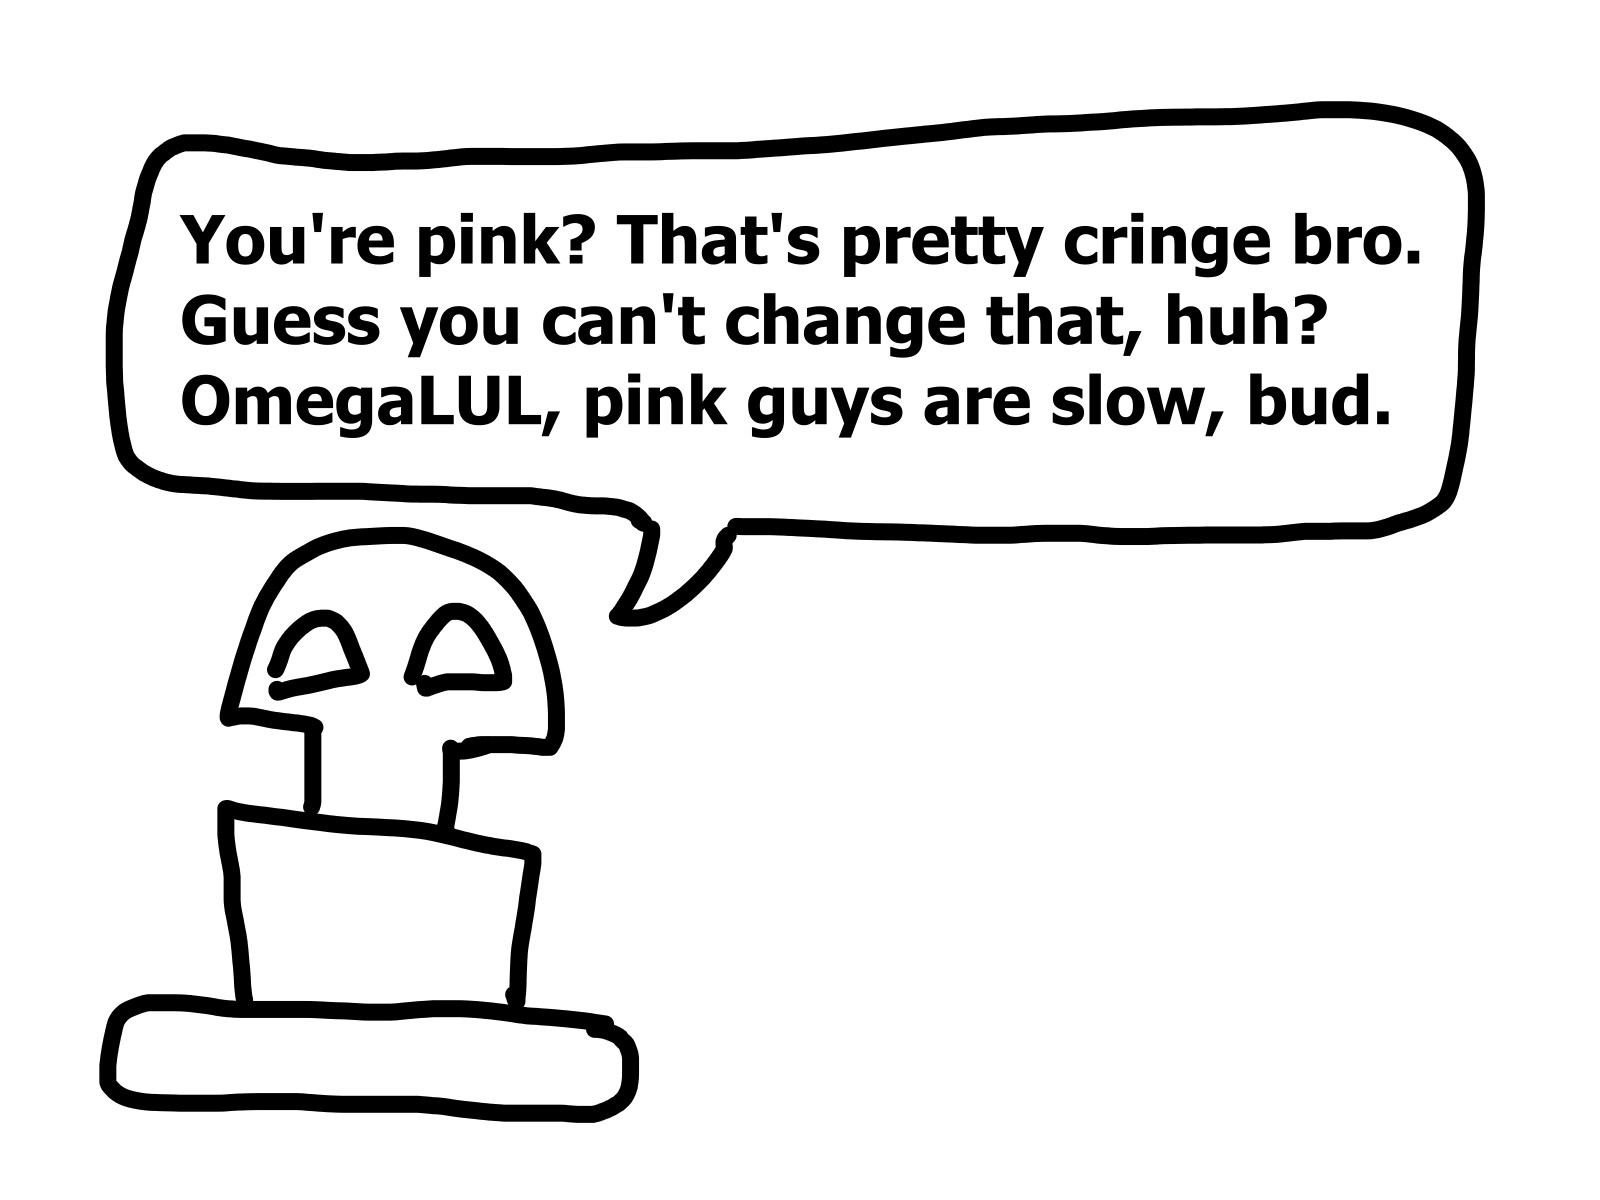 You're pink? That's pretty cringe bro.
Guess you can't change that, huh?
OmegaLUL, pink guys are slow, bud.